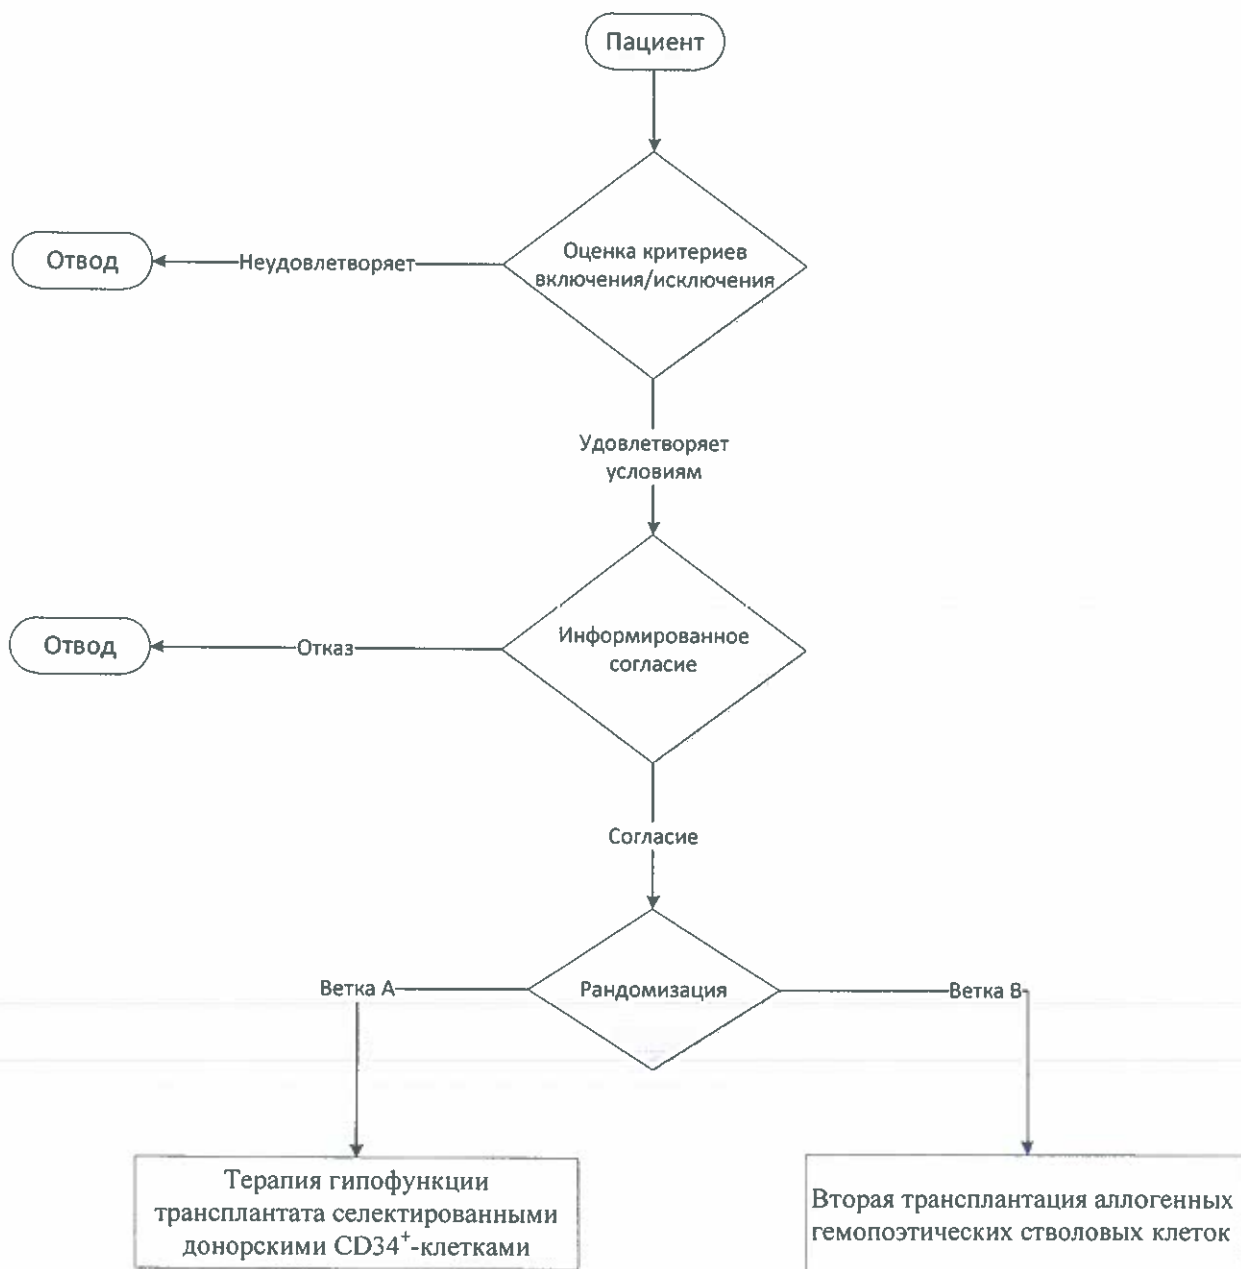 Пациент
Оценка критериев
включения/исключения
Неудовлетворяет
Отвод
Удовлетворяет
условиям
Информированное
согласие
Отказ
Отвод
Согласие
Рандомизация
Ветка А
Ветка В
Терапия гипофункции
трансплантата селектированными
донорскими CD34⁺-клетками
Вторая трансплантация аллогенных
гемопоэтических стволовых клеток